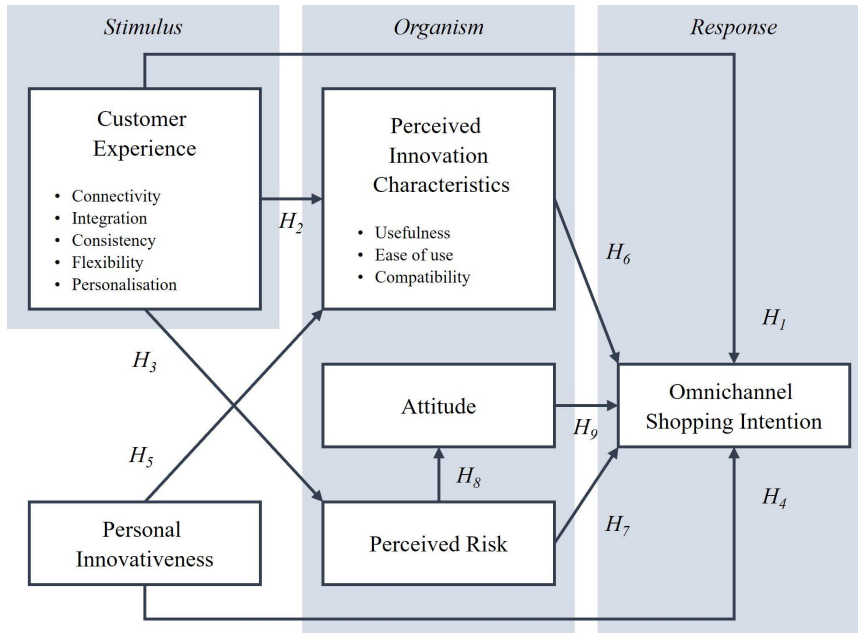 Stimulus
Organism
Response
Customer
Experience
• Connectivity
• Integration
• Consistency
• Flexibility
• Personalisation
H2
Perceived
Innovation
Characteristics
• Usefulness
• Ease of use
• Compatibility
H6
H1
H3
H5
Attitude
H9
Omnichannel
Shopping Intention
H8
H4
Personal
Innovativeness
Perceived Risk
H7